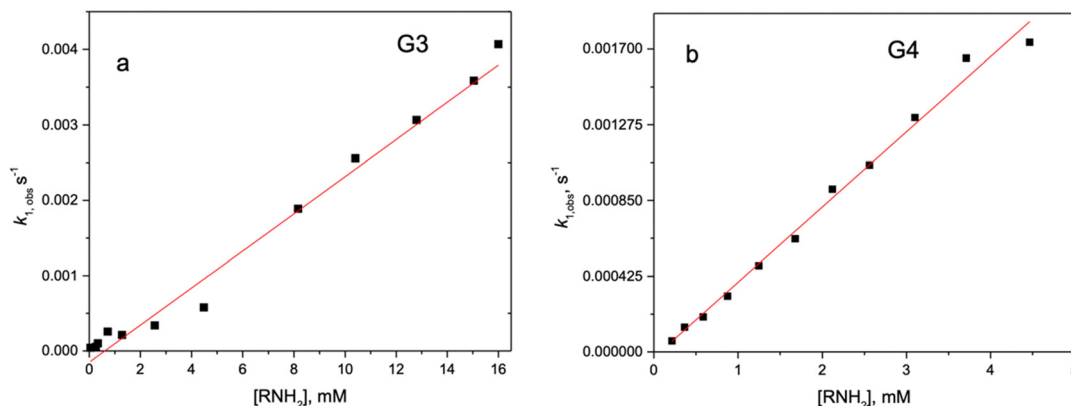 a
G3
0.004
0.003
0.002
0.001
0.000
k1, obs s-1
0 2 4 6 8 10 12 14 16
[RNH2], mM
b
G4
0.001700
0.001275
0.000850
0.000425
0.000000
k1,obs, s-1
0 1 2 3 4
[RNH2], mM